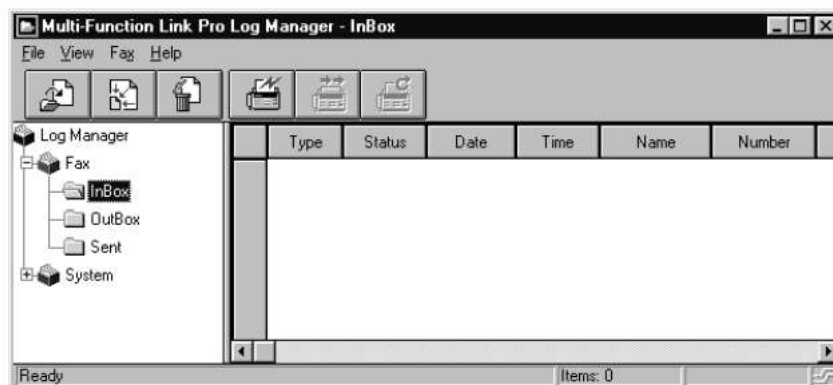 Multi-Function Link Pro Log Manager - InBox
File View Fax Help
Log Manager
Fax
InBox
OutBox
Sent
System
Type Status Date Time Name Number
Ready Items: 0